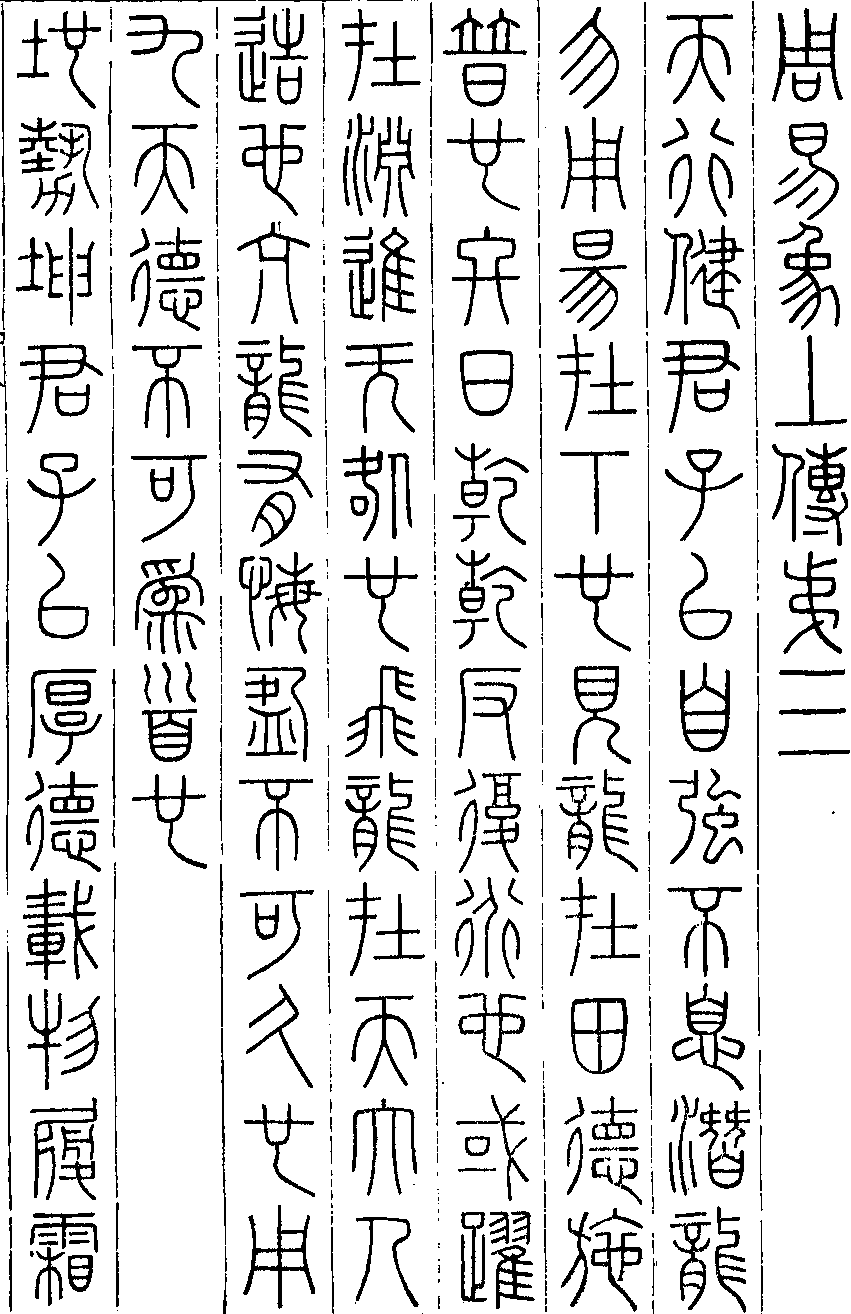 周易象上傳弟三
天行健君子以自強不息潛龍
勿用昜在下也見龍在田德施
普也終日乾乾反復道也或躍
在淵進无咎也飛龍在天大人
造也亢龍有悔盈不可久也用
九天德不可為首也
地勢坤君子以厚德載物履霜